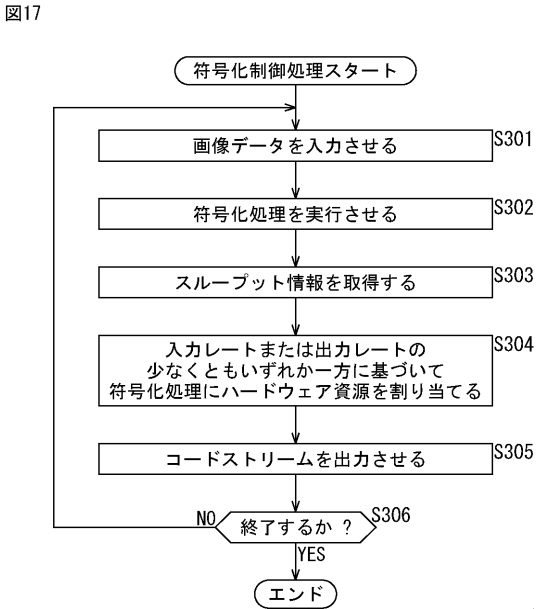 図17
符号化制御処理スタート
画像データを入力させる
S301
符号化処理を実行させる
S302
スループット情報を取得する
S303
入力レートまたは出力レートの
少なくともいずれか一方に基づいて
符号化処理にハードウェア資源を割り当てる
S304
コードストリームを出力させる
S305
終了するか ?
S306
NO
YES
エンド